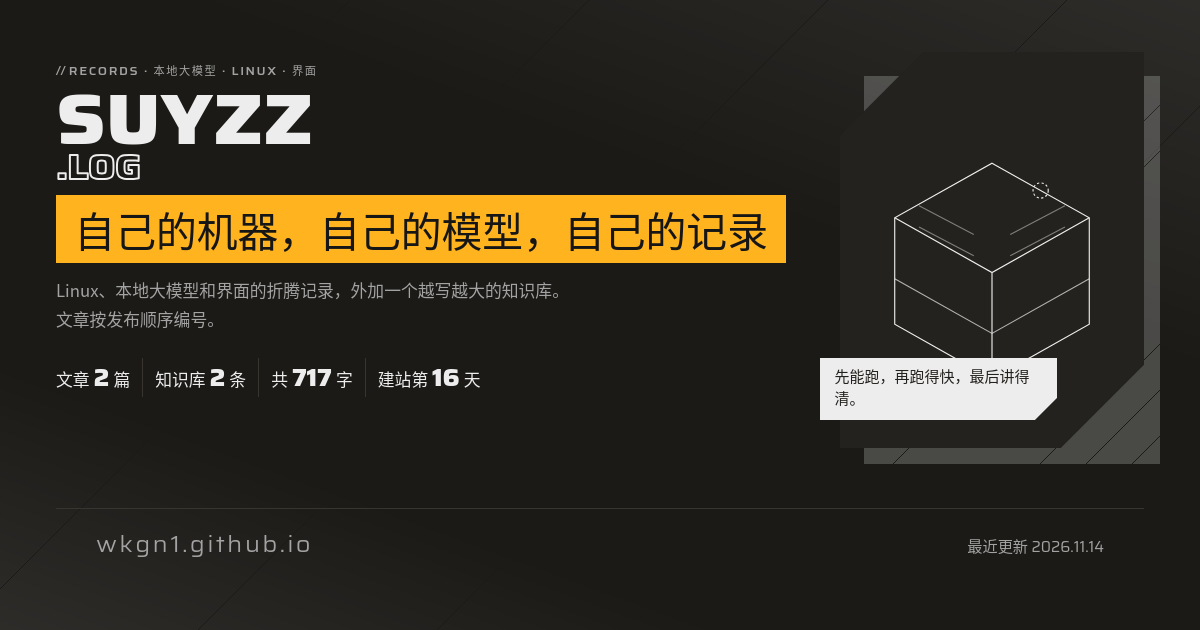 // RECORDS · 本地大模型 · LINUX · 界面
SUYZZ
.LOG
自己的机器，自己的模型，自己的记录
Linux、本地大模型和界面的折腾记录，外加一个越写越大的知识库。
文章按发布顺序编号。
文章 2 篇 知识库 2 条 共 717 字 建站第 16 天
先能跑，再跑得快，最后讲得
清。
wkgn1.github.io
最近更新 2026.11.14